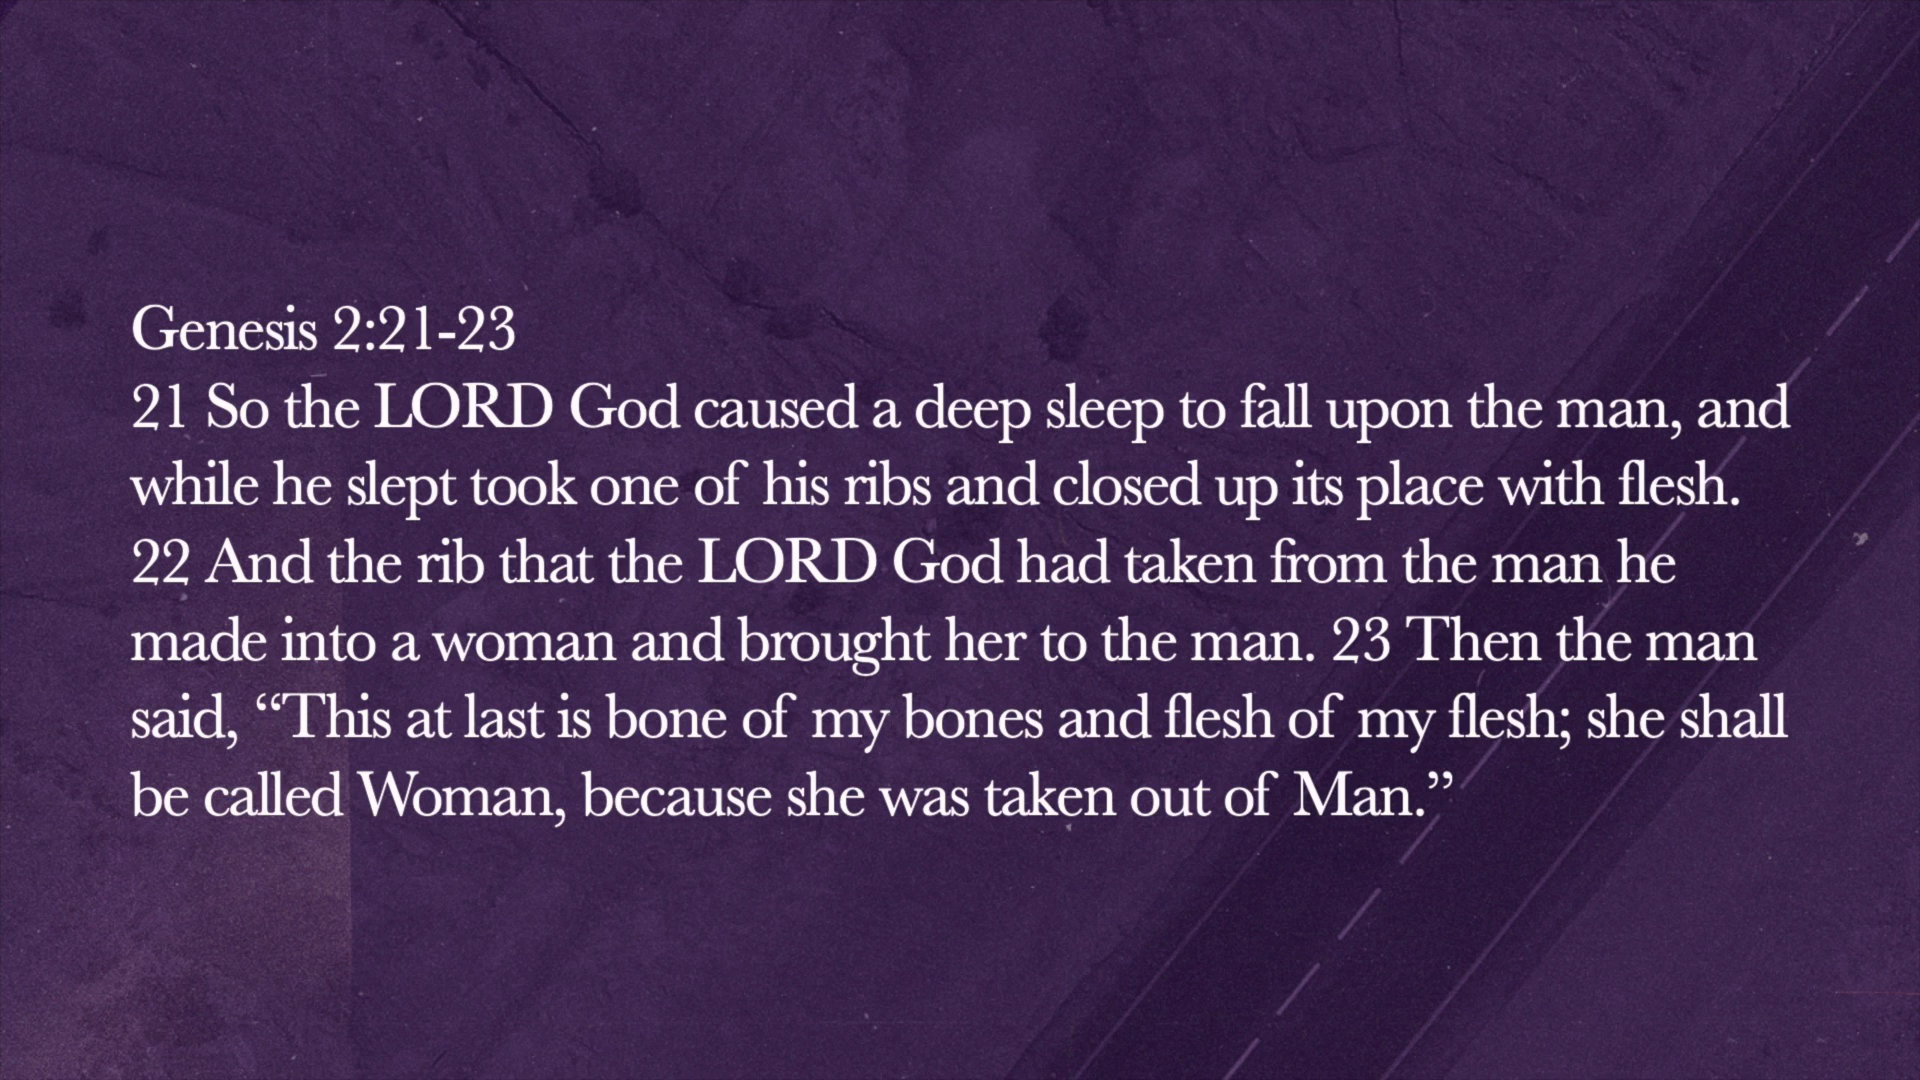 Genesis 2:21-23
21 So the LORD God caused a deep sleep to fall upon the man, and
while he slept took one of his ribs and closed up its place with flesh.
22 And the rib that the LORD God had taken from the man he
made into a woman and brought her to the man. 23 Then the man
said, “This at last is bone of my bones and flesh of my flesh; she shall
be called Woman, because she was taken out of Man.”